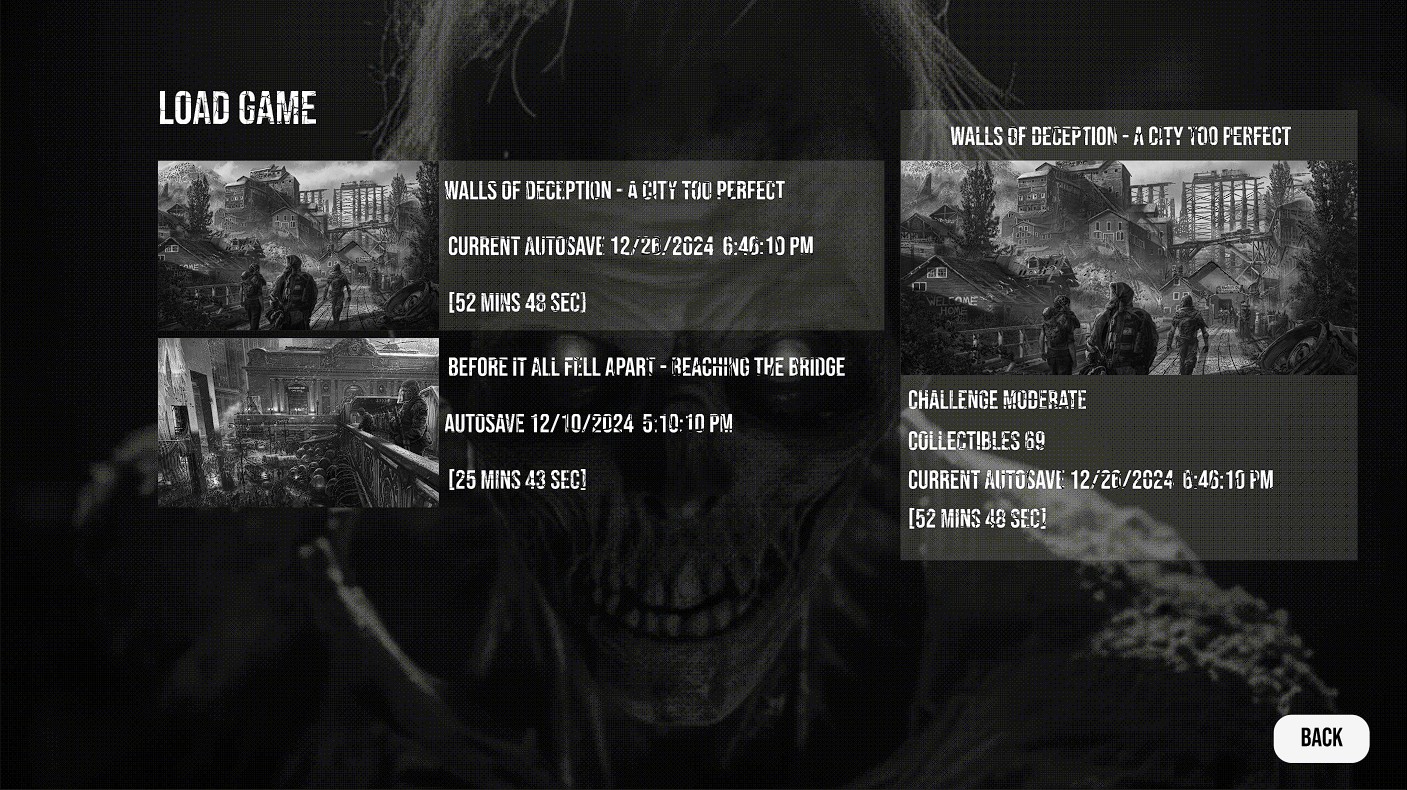 LOAD GAME
WALLS OF DECEPTION - A CITY TOO PERFECT
CURRENT AUTOSAVE 12/26/2024 6:46:10 PM
[52 MINS 48 SEC]
BEFORE IT ALL FELL APART - REACHING THE BRIDGE
AUTOSAVE 12/10/2024 5:10:10 PM
[25 MINS 43 SEC]
WALLS OF DECEPTION - A CITY TOO PERFECT
WELCOME
HOME
CHALLENGE MODERATE
COLLECTIBLES 69
CURRENT AUTOSAVE 12/26/2024 6:46:10 PM
[52 MINS 48 SEC]
BACK